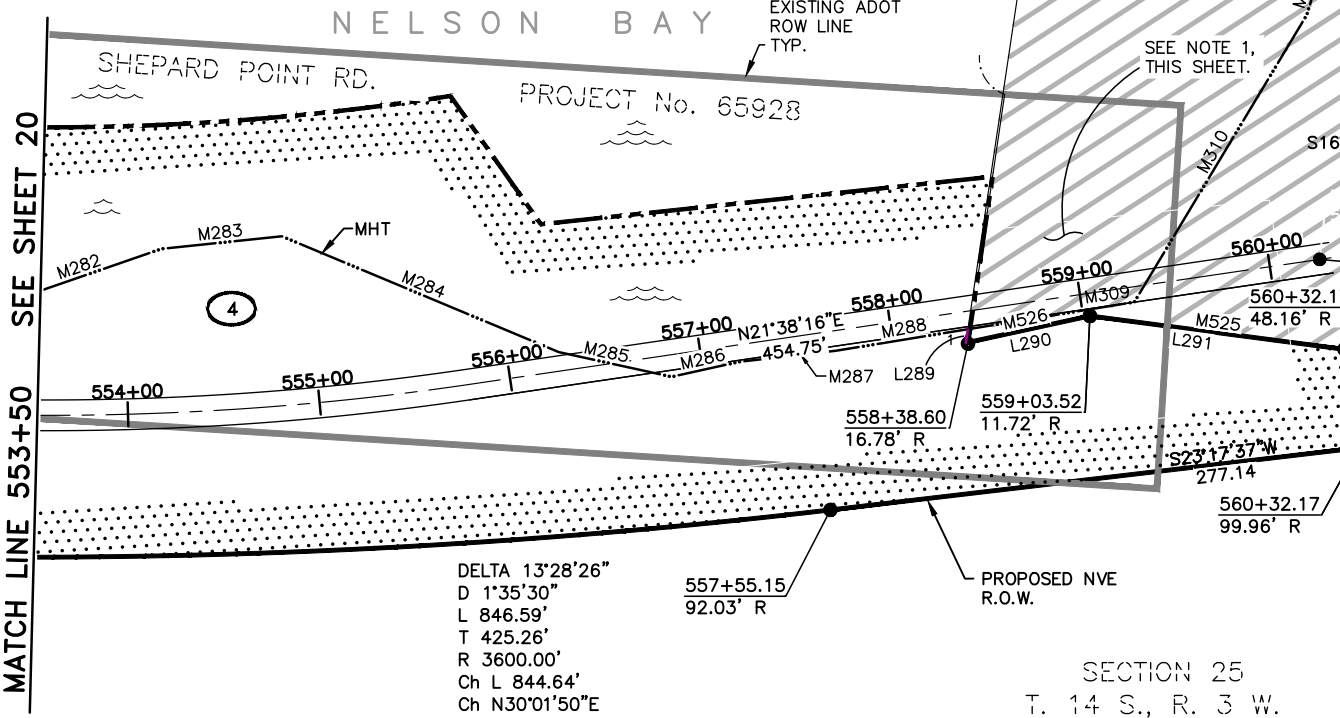 NELSON BAY
EXISTING ADOT
ROW LINE
TYP.
SHEPARD POINT RD.
PROJECT No. 65928
SEE NOTE 1,
THIS SHEET.
MATCH LINE 553+50 SEE SHEET 20
M310
S16
M283
MHT
M282
M284
4
560+00
559+00
M309
558+00
560+32.1
48.16' R
557+00
N21°38'16"E
454.75'
M288
M526
L290
M525
L291
556+00
M285
M286
M287
L289
555+00
554+00
558+38.60
16.78' R
559+03.52
11.72' R
S23°17'37"W
277.14
560+32.17
99.96' R
DELTA 13°28'26"
D 1°35'30"
L 846.59'
T 425.26'
R 3600.00'
Ch L 844.64'
Ch N30°01'50"E
557+55.15
92.03' R
PROPOSED NVE
R.O.W.
SECTION 25
T. 14 S., R. 3 W.